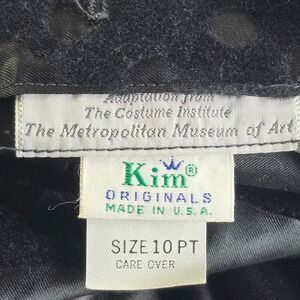 Adaptation from
The Costume Institute
The Metropolitan Museum of Art
Kim®
ORIGINALS
MADE IN U.S.A.
SIZE 10 PT
CARE OVER